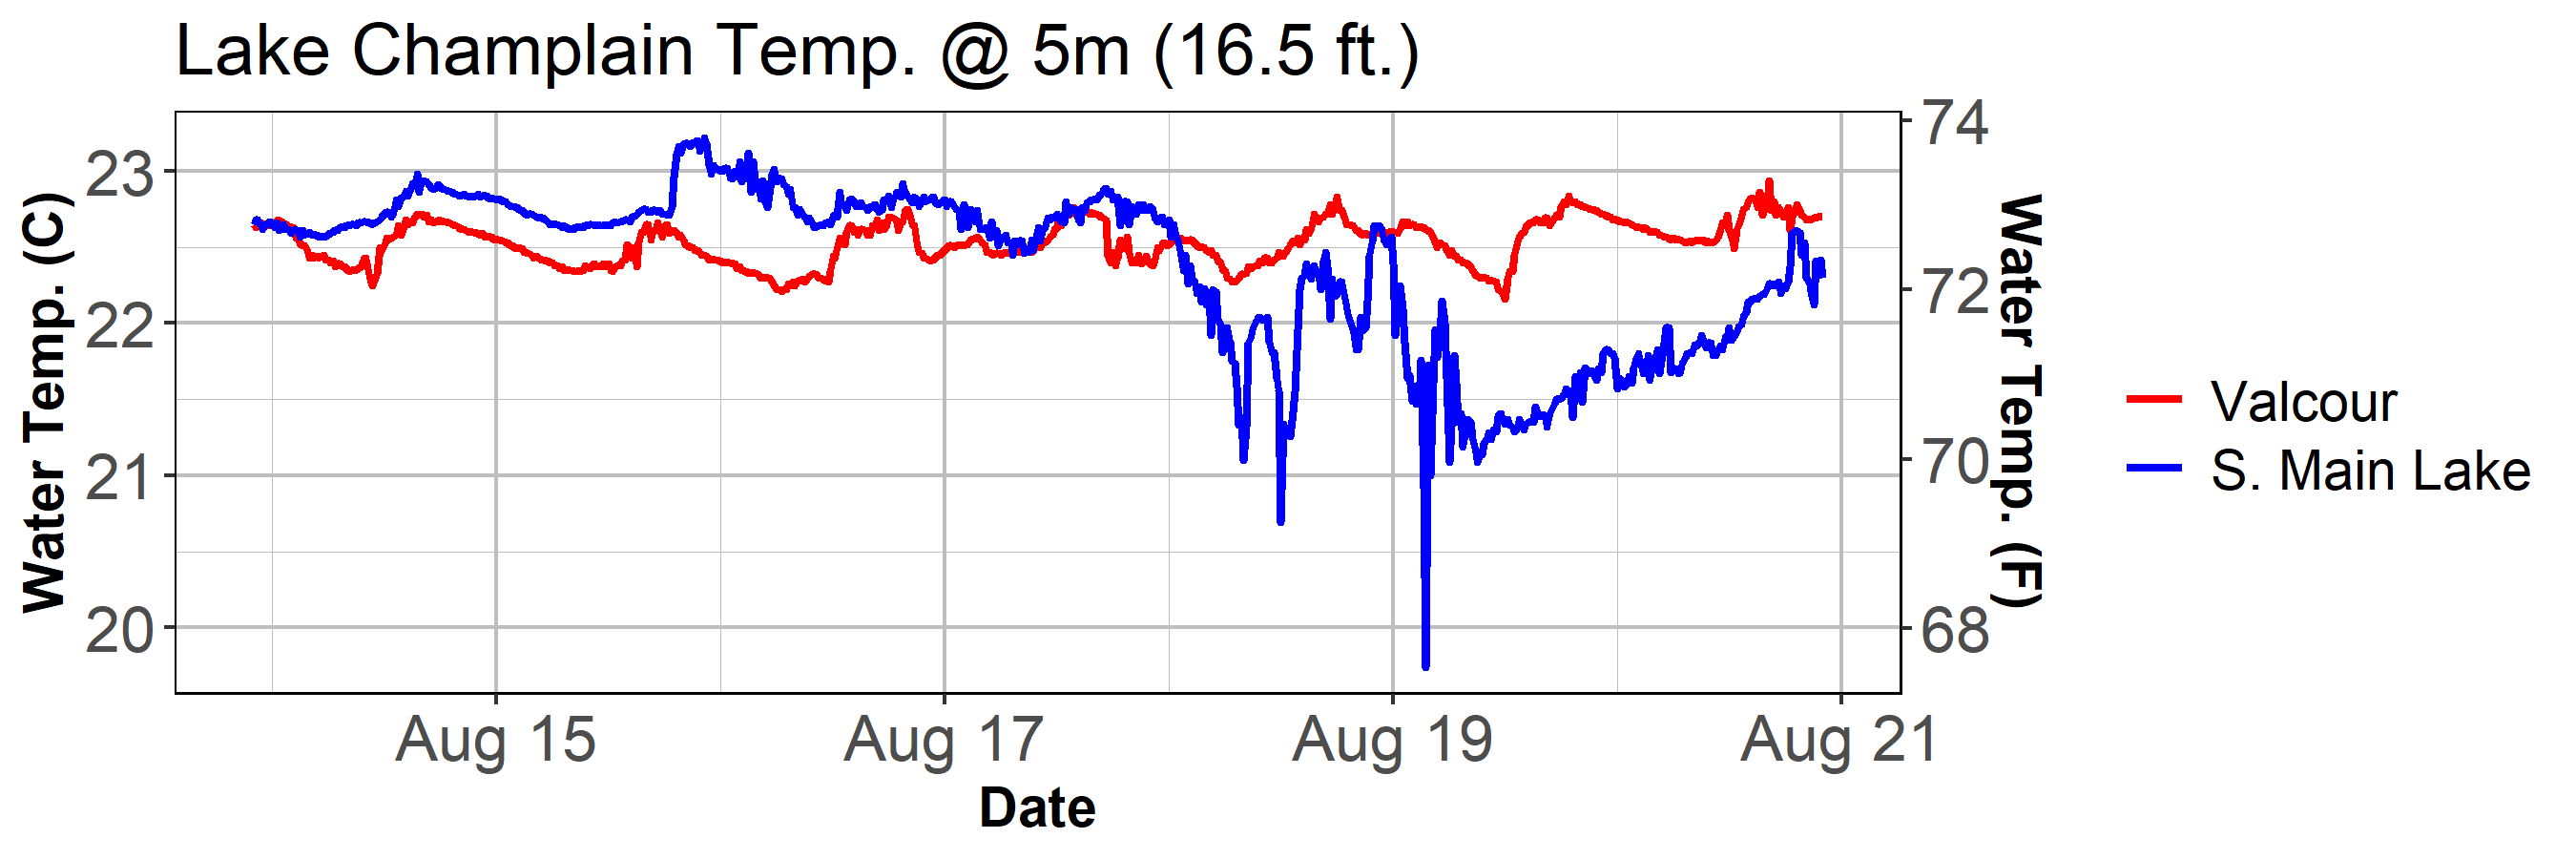 Lake Champlain Temp. @ 5m (16.5 ft.)
Water Temp. (C)
23
22
21
20
74
72
70
68
Water Temp. (F)
Aug 15
Aug 17
Aug 19
Aug 21
Date
Valcour
S. Main Lake